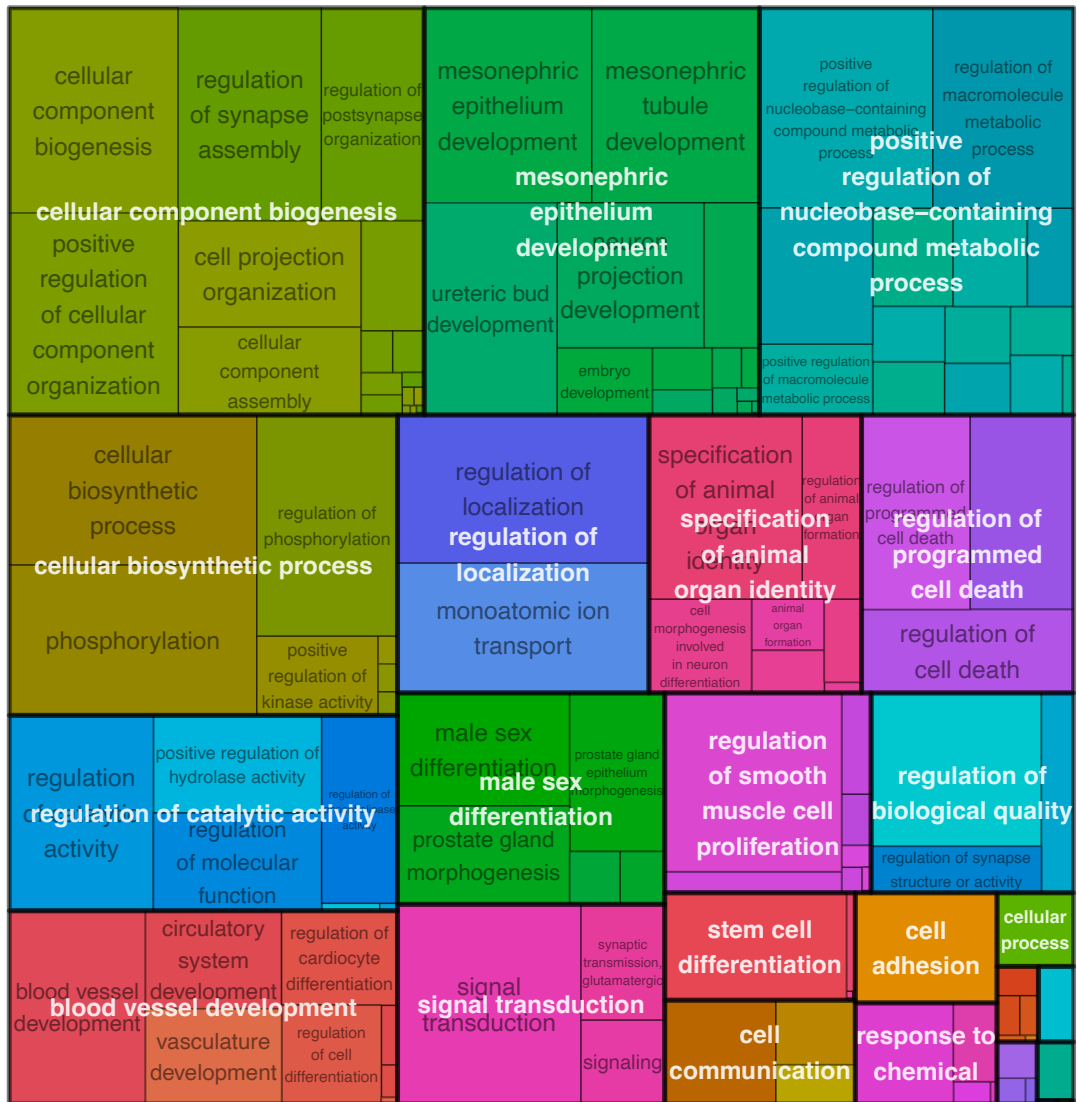 cellular
component
biogenesis
regulation
of synapse
assembly
regulation of
postsynapse
organization
cellular component biogenesis
positive
regulation
of cellular
component
organization
cell projection
organization
cellular
component
assembly
mesonephric
epithelium
development
mesonephric
tubule
development
mesonephric
epithelium
development
ureteric bud
development
neuron
projection
development
embryo
development
positive
regulation of
nucleobase−containing
compound metabolic
process
regulation of
macromolecule
metabolic
process
positive
regulation of
nucleobase−containing
compound metabolic
process
positive regulation
of macromolecule
metabolic process
cellular
biosynthetic
process
regulation of
phosphorylation
cellular biosynthetic process
phosphorylation
positive
regulation of
kinase activity
regulation of
localization
regulation of
localization
monoatomic ion
transport
specification
of animal
organ
identity
regulation
of animal
organ
formation
specification
of animal
organ identity
cell
morphogenesis
involved
in neuron
differentiation
animal
organ
formation
regulation of
programmed
cell death
regulation of
programmed
cell death
regulation of
cell death
regulation
of catalytic
activity
positive regulation of
hydrolase activity
regulation of
activity
regulation of catalytic activity
regulation
of molecular
function
male sex
differentiation
prostate gland
epithelium
morphogenesis
male sex
differentiation
prostate gland
morphogenesis
regulation
of smooth
muscle cell
proliferation
regulation of
biological quality
regulation of synapse
structure or activity
blood vessel
development
circulatory
system
development
regulation of
cardiocyte
differentiation
blood vessel development
vasculature
development
regulation
of cell
differentiation
signal
transduction
synaptic
transmission,
glutamatergic
signal transduction
signaling
stem cell
differentiation
cell
adhesion
cellular
process
cell
communication
response to
chemical